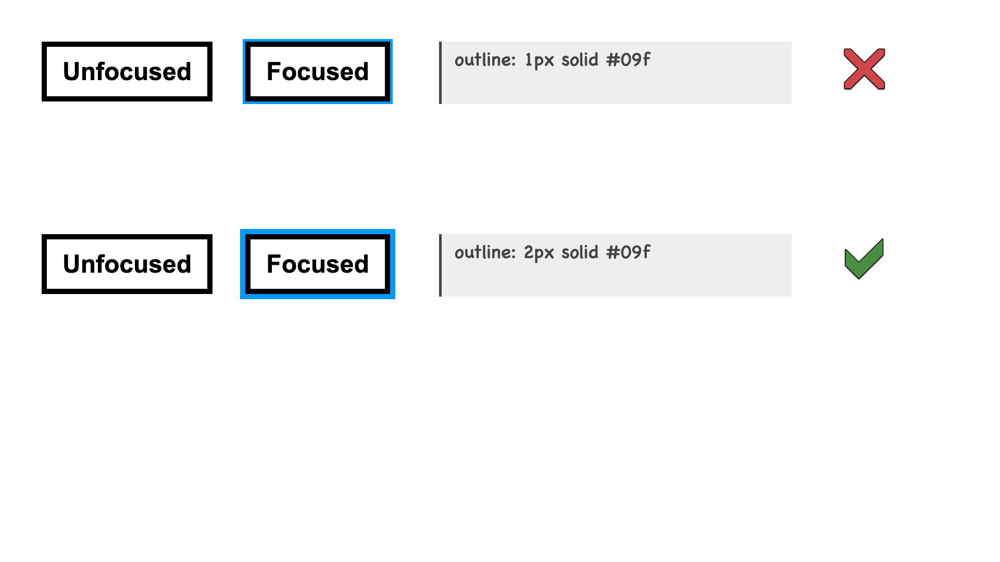 Unfocused
Focused
outline: 1px solid #09f
Unfocused
Focused
outline: 2px solid #09f